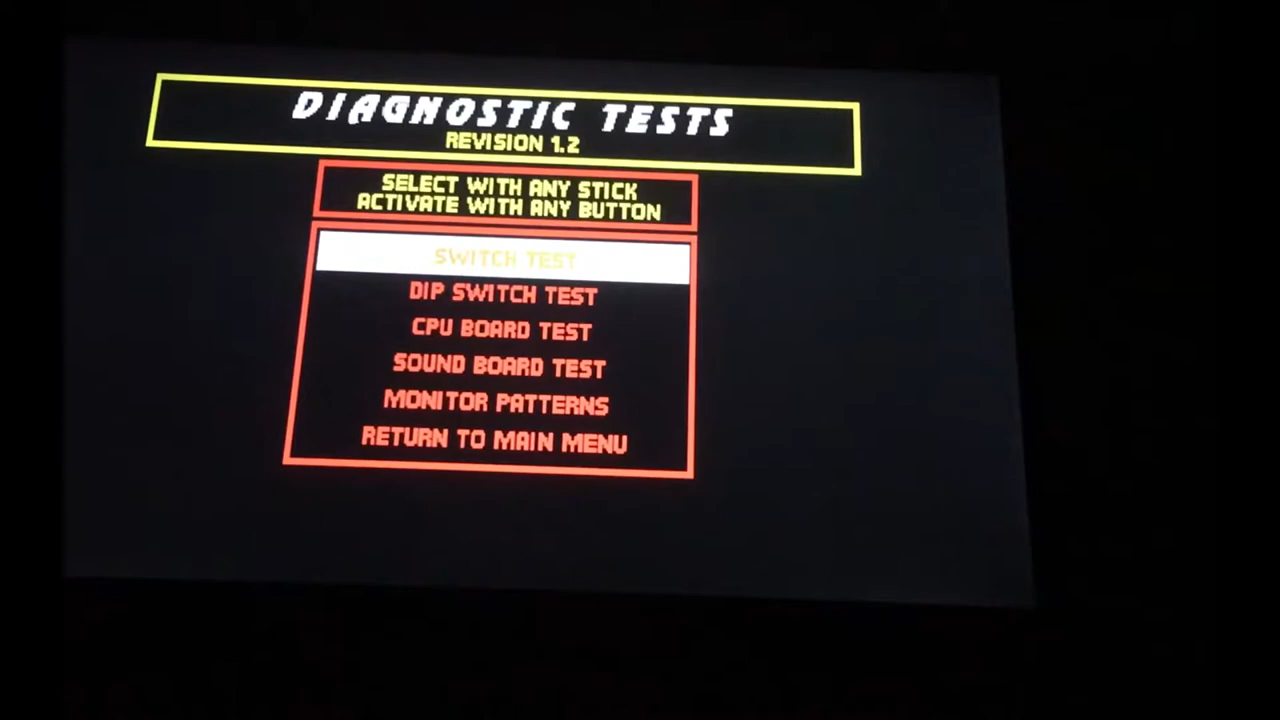 DIAGNOSTIC TESTS
REVISION 1.2
SELECT WITH ANY STICK
ACTIVATE WITH ANY BUTTON
SWITCH TEST
DIP SWITCH TEST
CPU BOARD TEST
SOUND BOARD TEST
MONITOR PATTERNS
RETURN TO MAIN MENU